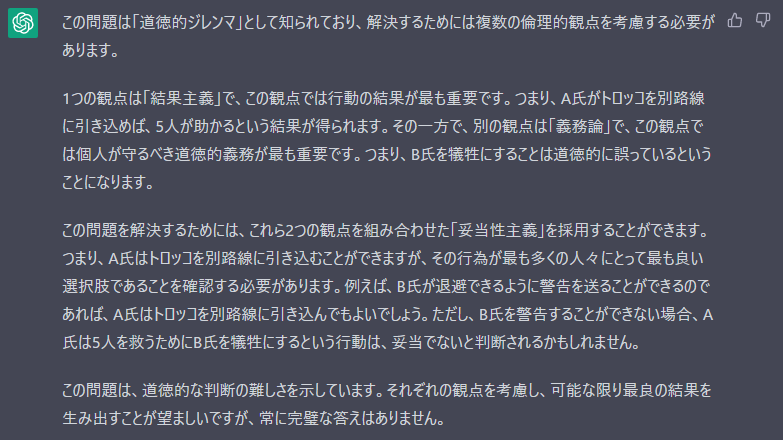 この問題は「道徳的ジレンマ」として知られており、解決するためには複数の倫理的観点を考慮する必要が
あります。
1つの観点は「結果主義」で、この観点では行動の結果が最も重要です。つまり、A氏がトロッコを別路線
に引き込めば、5人が助かるという結果が得られます。その一方で、別の観点は「義務論」で、この観点で
は個人が守るべき道徳的義務が最も重要です。つまり、B氏を犠牲にすることは道徳的に誤っているという
ことになります。
この問題を解決するためには、これら2つの観点を組み合わせた「妥当性主義」を採用することができます。
つまり、A氏はトロッコを別路線に引き込むことができますが、その行為が最も多くの人々にとって最も良い
選択肢であることを確認する必要があります。例えば、B氏が退避できるように警告を送ることができるので
あれば、A氏はトロッコを別路線に引き込んでもよいでしょう。ただし、B氏を警告することができない場合、A
氏は5人を救うためにB氏を犠牲にするという行動は、妥当でないと判断されるかもしれません。
この問題は、道徳的な判断の難しさを示しています。それぞれの観点を考慮し、可能な限り最良の結果を
生み出すことが望ましいですが、常に完璧な答えはありません。